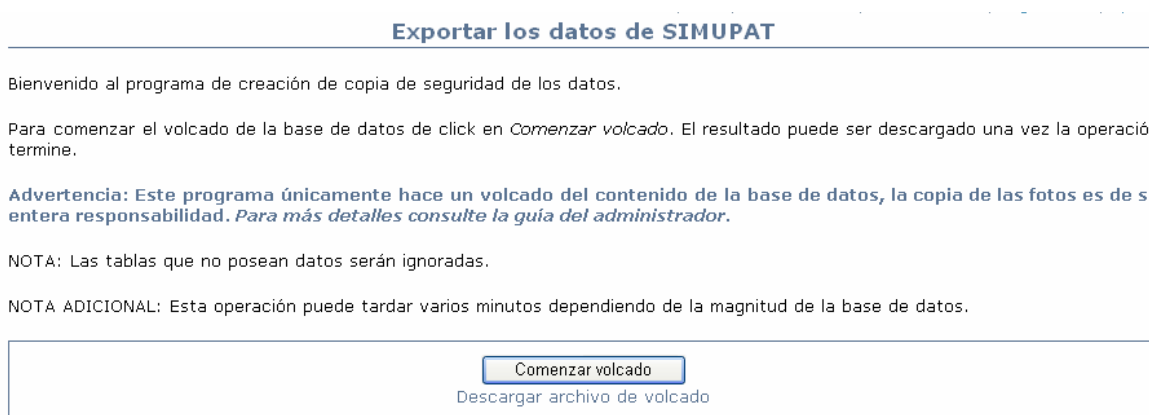 Exportar los datos de SIMUPAT
Bienvenido al programa de creación de copia de seguridad de los datos.
Para comenzar el volcado de la base de datos de click en Comenzar volcado. El resultado puede ser descargado una vez la operació
termine.
Advertencia: Este programa únicamente hace un volcado del contenido de la base de datos, la copia de las fotos es de s
entera responsabilidad. Para más detalles consulte la guía del administrador.
NOTA: Las tablas que no posean datos serán ignoradas.
NOTA ADICIONAL: Esta operación puede tardar varios minutos dependiendo de la magnitud de la base de datos.
Comenzar volcado
Descargar archivo de volcado